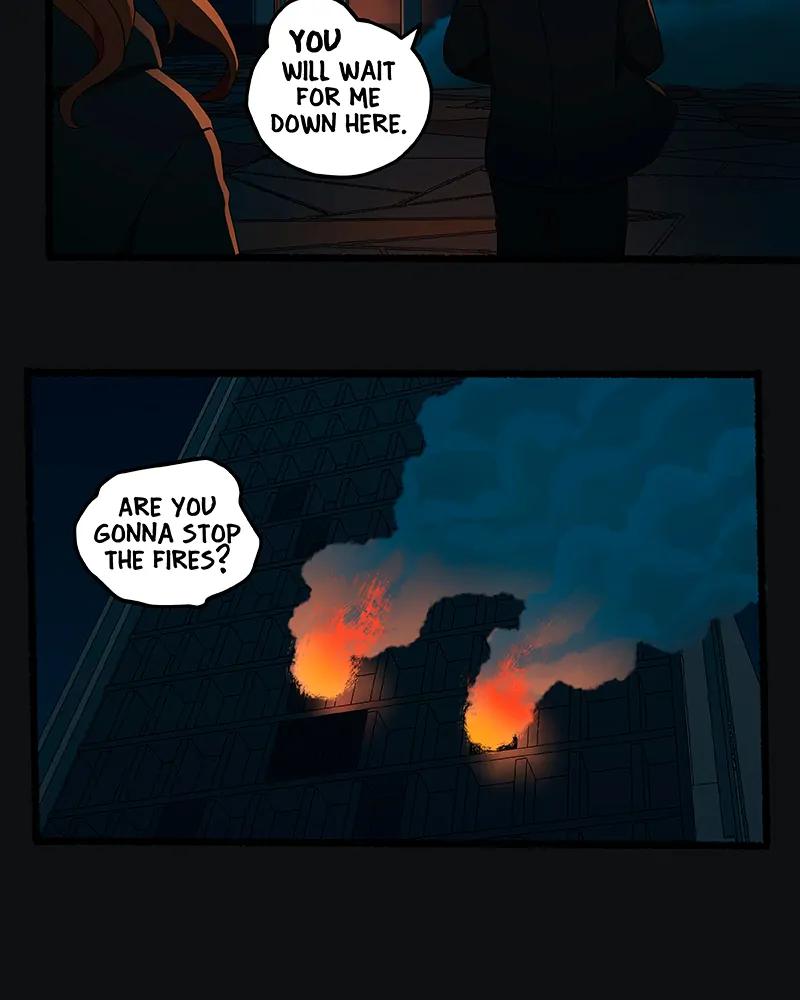 YOU
WILL WAIT
FOR ME
DOWN HERE.
ARE YOU
GONNA STOP
THE FIRES?